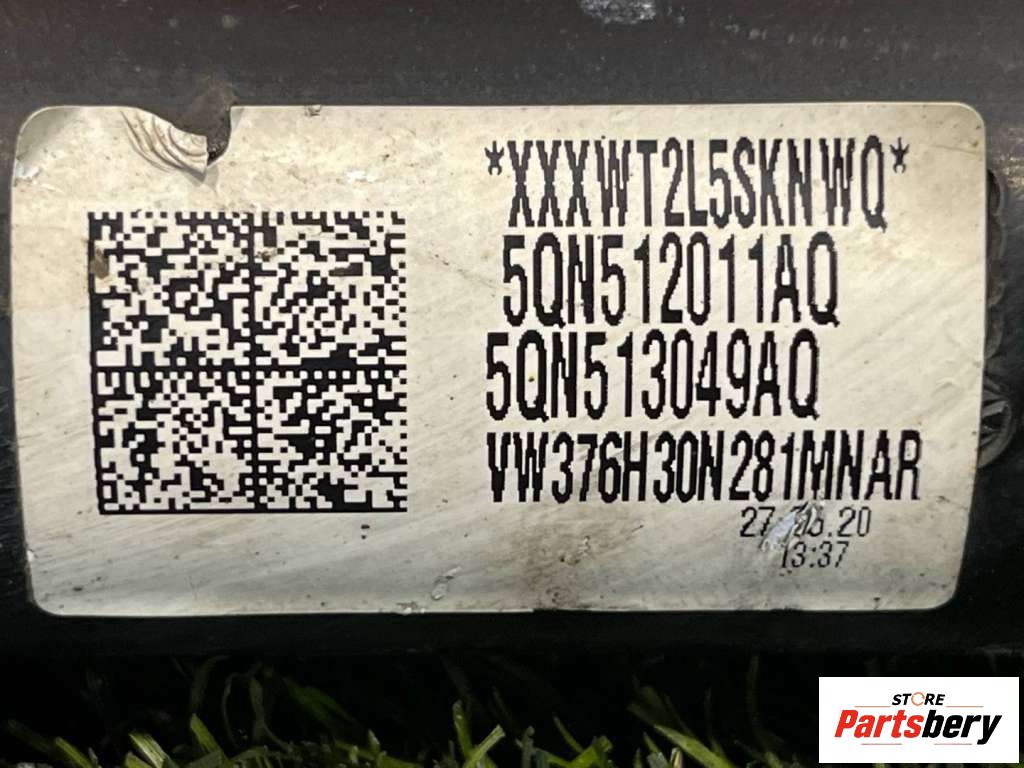 *XXXWT2L5SKNWQ*
5QN512011AQ
5QN513049AQ
VW376H30N281MNAR
13:37
STORE
Partsbery